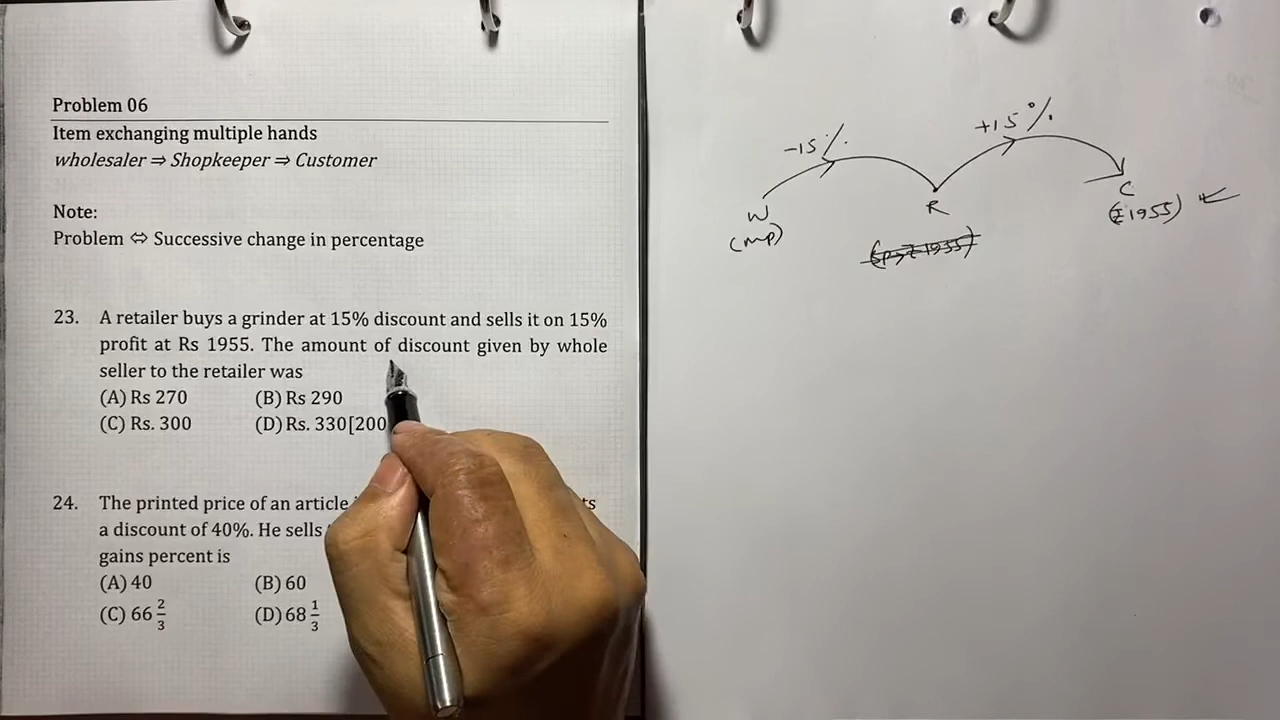 Problem 06
Item exchanging multiple hands
wholesaler ⇒ Shopkeeper ⇒ Customer
Note:
Problem ⇔ Successive change in percentage
23. A retailer buys a grinder at 15% discount and sells it on 15%
profit at Rs 1955. The amount of discount given by whole
seller to the retailer was
(A) Rs 270 (B) Rs 290
(C) Rs. 300 (D) Rs. 330[200
24. The printed price of an article
a discount of 40%. He sells
gains percent is
(A) 40 (B) 60
(C) 66 2/3 (D) 68 1/3
-15% +15%
W R C
(mp) (₹1955)